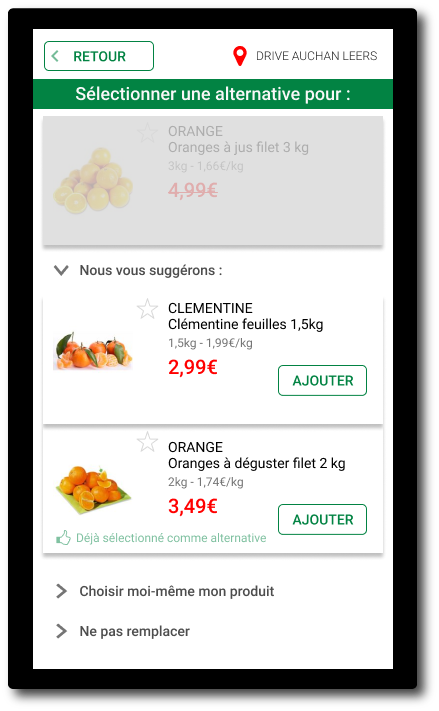 RETOUR
DRIVE AUCHAN LEERS
Sélectionner une alternative pour :
ORANGE
Oranges à jus filet 3 kg
3kg - 1,66€/kg
4,99€
Nous vous suggérons :
CLEMENTINE
Clémentine feuilles 1,5kg
1,5kg - 1,99€/kg
2,99€
AJOUTER
ORANGE
Oranges à déguster filet 2 kg
2kg - 1,74€/kg
3,49€
AJOUTER
Déjà sélectionné comme alternative
Choisir moi-même mon produit
Ne pas remplacer